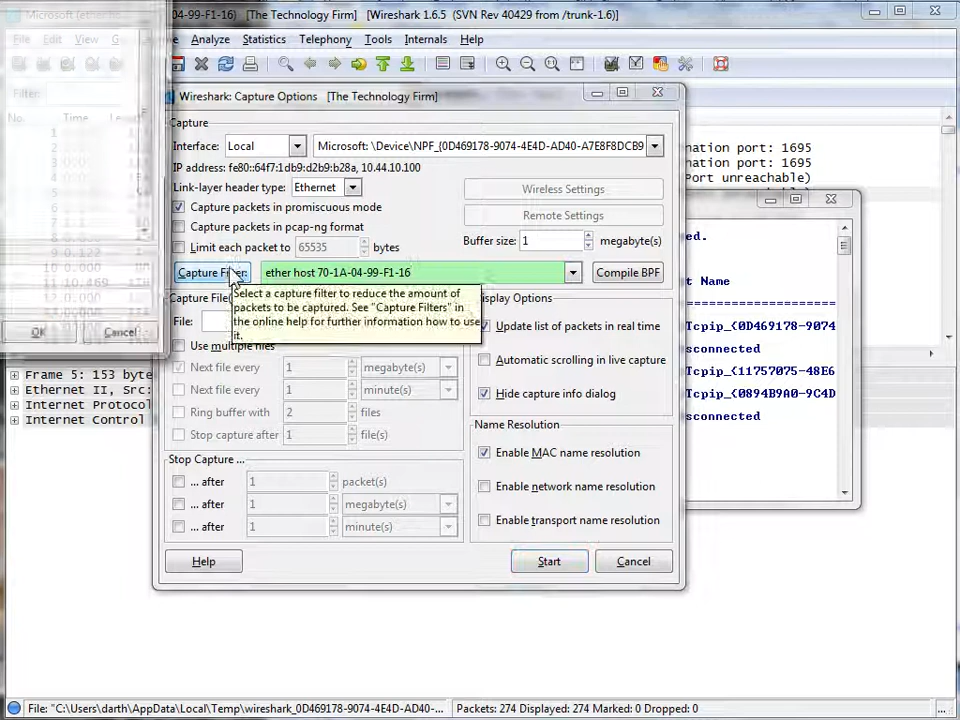 Microsoft (ether
04-99-F1-16) [The Technology Firm] [Wireshark 1.6.5 (SVN Rev 40429 from /trunk-1.6)]
File Edit View G
Analyze Statistics Telephony Tools Internals Help
Filter:
No. Time
Wireshark: Capture Options [The Technology Firm]
Capture
Interface: Local Microsoft: \Device\NPF_{0D469178-9074-4E4D-AD40-A7E8F8DCB9
IP address: fe80::64f7:1db:d9d2:b9:b28a, 10.44.10.100
Link-layer header type: Ethernet
Wireless Settings
Capture packets in promiscuous mode
Remote Settings
Capture packets in pcap-ng format
Limit each packet to 65535 bytes
Buffer size: 1 megabyte(s)
Capture Filter: ether host 70-1A-04-99-F1-16 Compile BPF
Select a capture filter to reduce the amount of
packets to be captured. See "Capture Filters" in
the online help for further information how to use
it.
Capture File(
File:
Use multiple files
Next file every 1 megabyte(s)
Next file every 1 minute(s)
Ring buffer with 2 files
Stop capture after 1 file(s)
Stop Capture ...
... after 1 packet(s)
... after 1 megabyte(s)
... after 1 minute(s)
Display Options
Update list of packets in real time
Automatic scrolling in live capture
Hide capture info dialog
Name Resolution
Enable MAC name resolution
Enable network name resolution
Enable transport name resolution
Help Start Cancel
OK Cancel
nation port: 1695
nation port: 1695
Port unreachable)
ed.
t Name
Tcpip_{0D469178-9074
sconnected
Tcpip_{11757075-48E6
Tcpip_{0894B9A0-9C4D
sconnected
Frame 5: 153 byte
Ethernet II, Src:
Internet Protocol
Internet Control
File: "C:\Users\darth\AppData\Local\Temp\wireshark_0D469178-9074-4E4D-AD40-... Packets: 274 Displayed: 274 Marked: 0 Dropped: 0